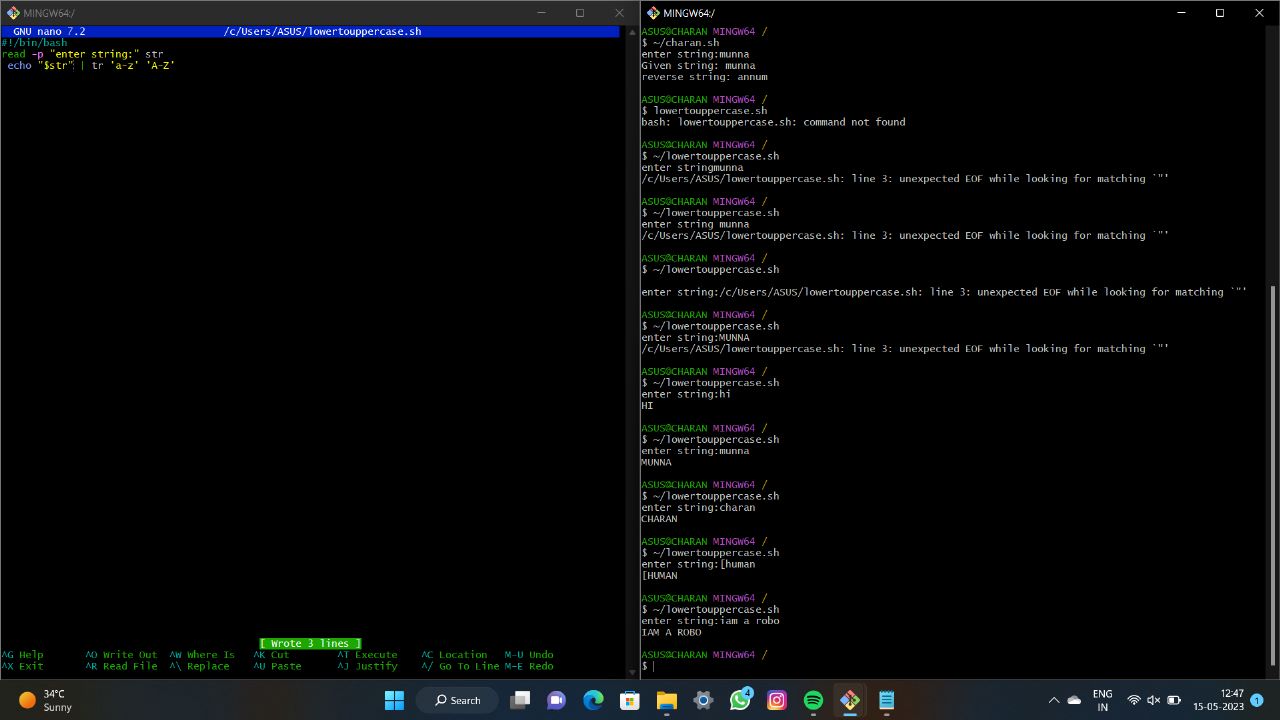 MINGW64:/
GNU nano 7.2 /c/Users/ASUS/lowertouppercase.sh
#!/bin/bash
read -p "enter string:" str
echo "$str" | tr 'a-z' 'A-Z'
[ Wrote 3 lines ]
^G Help ^O Write Out ^W Where Is ^K Cut ^T Execute ^C Location M-U Undo
^X Exit ^R Read File ^\ Replace ^U Paste ^J Justify ^/ Go To Line M-E Redo
MINGW64:/
ASUS@CHARAN MINGW64 /
$ ~/charan.sh
enter string:munna
Given string: munna
reverse string: annum
ASUS@CHARAN MINGW64 /
$ lowertouppercase.sh
bash: lowertouppercase.sh: command not found
ASUS@CHARAN MINGW64 /
$ ~/lowertouppercase.sh
enter stringmunna
/c/Users/ASUS/lowertouppercase.sh: line 3: unexpected EOF while looking for matching `"'
ASUS@CHARAN MINGW64 /
$ ~/lowertouppercase.sh
enter string munna
/c/Users/ASUS/lowertouppercase.sh: line 3: unexpected EOF while looking for matching `"'
ASUS@CHARAN MINGW64 /
$ ~/lowertouppercase.sh
enter string:/c/Users/ASUS/lowertouppercase.sh: line 3: unexpected EOF while looking for matching `"'
ASUS@CHARAN MINGW64 /
$ ~/lowertouppercase.sh
enter string:MUNNA
/c/Users/ASUS/lowertouppercase.sh: line 3: unexpected EOF while looking for matching `"'
ASUS@CHARAN MINGW64 /
$ ~/lowertouppercase.sh
enter string:hi
HI
ASUS@CHARAN MINGW64 /
$ ~/lowertouppercase.sh
enter string:munna
MUNNA
ASUS@CHARAN MINGW64 /
$ ~/lowertouppercase.sh
enter string:charan
CHARAN
ASUS@CHARAN MINGW64 /
$ ~/lowertouppercase.sh
enter string:[human
[HUMAN
ASUS@CHARAN MINGW64 /
$ ~/lowertouppercase.sh
enter string:iam a robo
IAM A ROBO
ASUS@CHARAN MINGW64 /
$
34°C
Sunny
Search
4
ENG
IN
12:47
15-05-2023
1